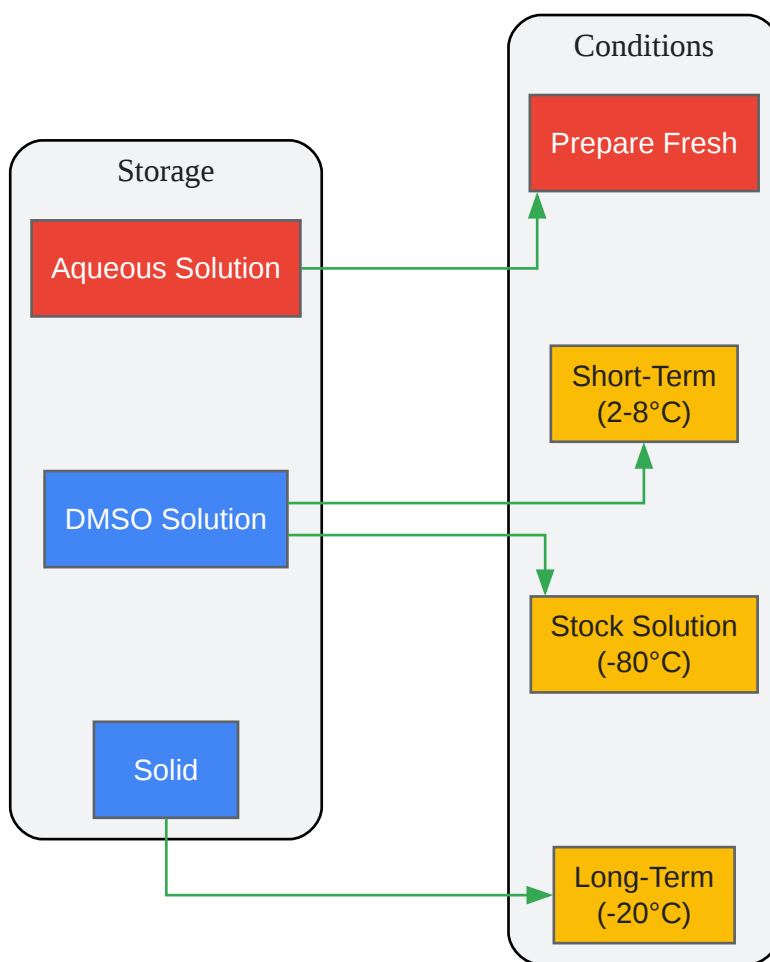 Storage
Aqueous Solution
DMSO Solution
Solid
Conditions
Prepare Fresh
Short-Term
(2-8°C)
Stock Solution
(-80°C)
Long-Term
(-20°C)